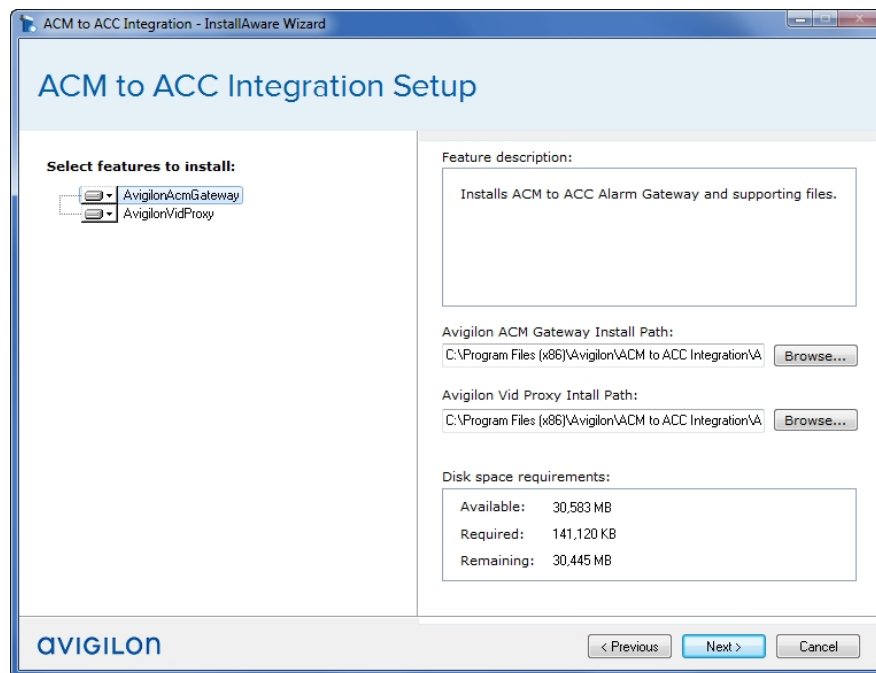 ACM to ACC Integration - InstallAware Wizard
ACM to ACC Integration Setup
Select features to install:
AvigilonAcmGateway
AvigilonVidProxy
Feature description:
Installs ACM to ACC Alarm Gateway and supporting files.
Avigilon ACM Gateway Install Path:
C:\Program Files (x86)\Avigilon\ACM to ACC Integration\A
Browse...
Avigilon Vid Proxy Intall Path:
C:\Program Files (x86)\Avigilon\ACM to ACC Integration\A
Browse...
Disk space requirements:
Available: 30,583 MB
Required: 141,120 KB
Remaining: 30,445 MB
avigilon
< Previous Next > Cancel